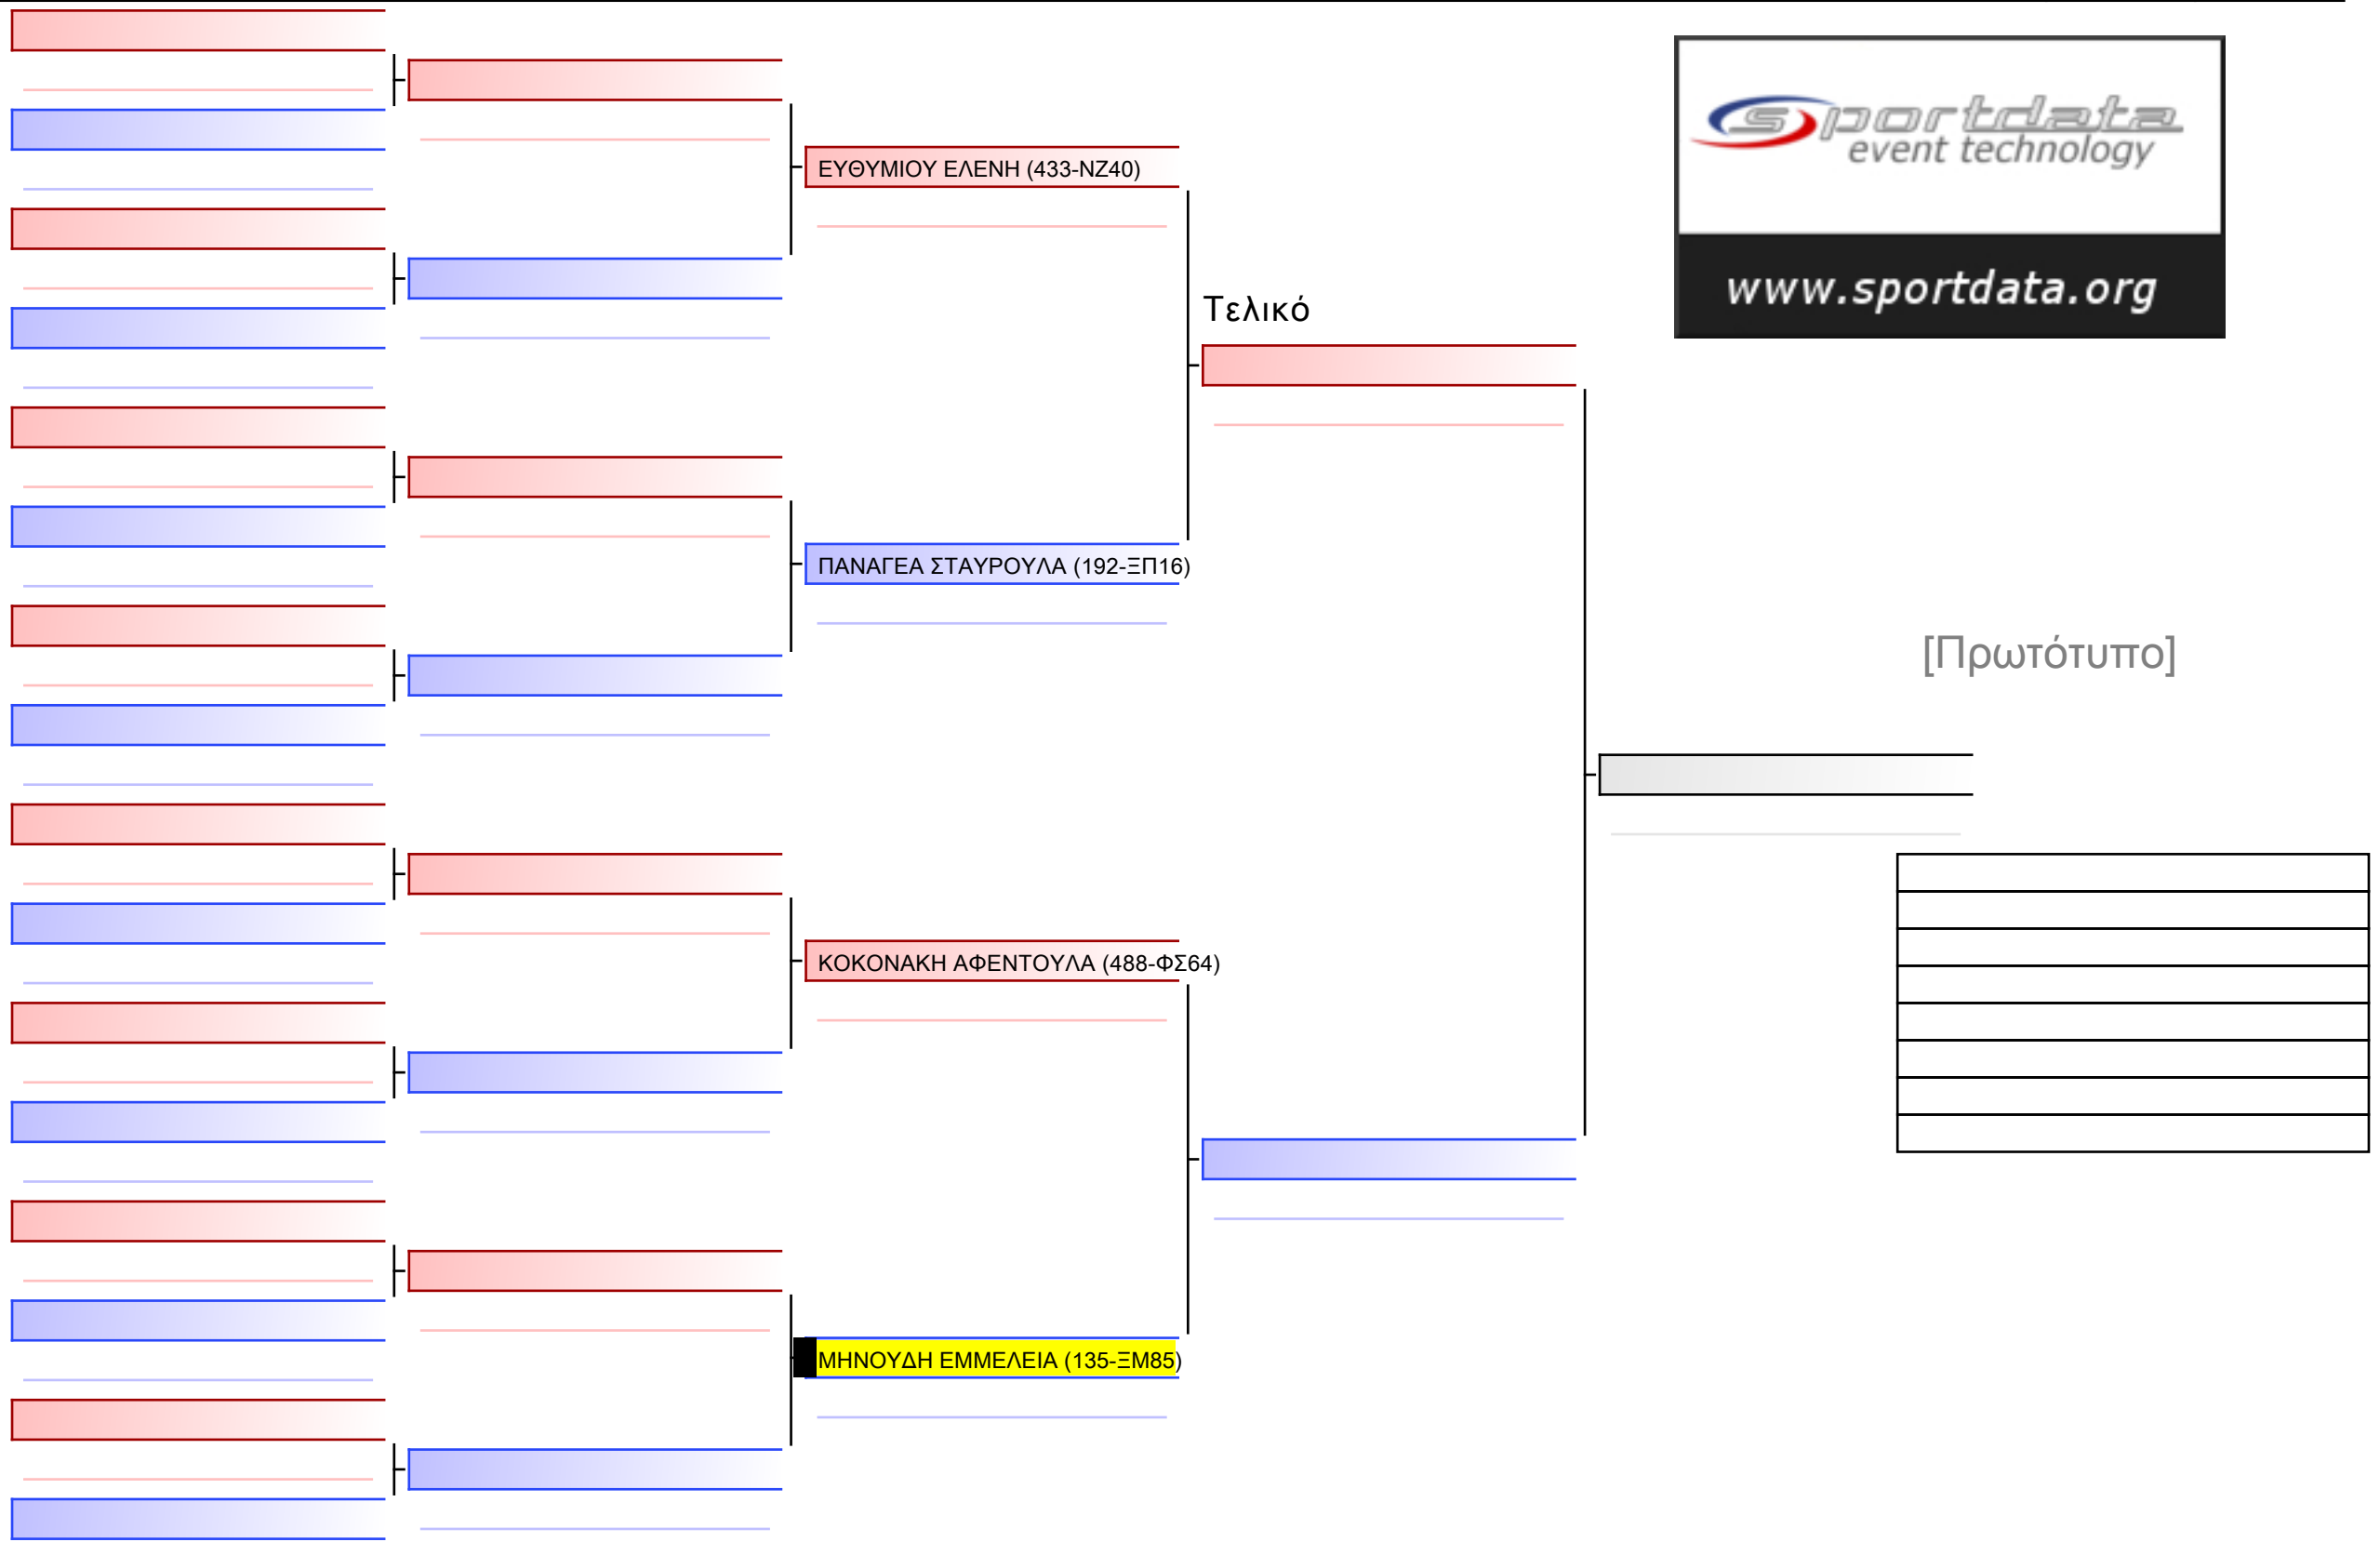 sportdata
event technology
www.sportdata.org
ΕΥΘΥΜΙΟΥ ΕΛΕΝΗ (433-ΝΖ40)
Τελικό
ΠΑΝΑΓΕΑ ΣΤΑΥΡΟΥΛΑ (192-ΞΠ16)
[Πρωτότυπο]
ΚΟΚΟΝΑΚΗ ΑΦΕΝΤΟΥΛΑ (488-ΦΣ64)
ΜΗΝΟΥΔΗ ΕΜΜΕΛΕΙΑ (135-ΞΜ85)